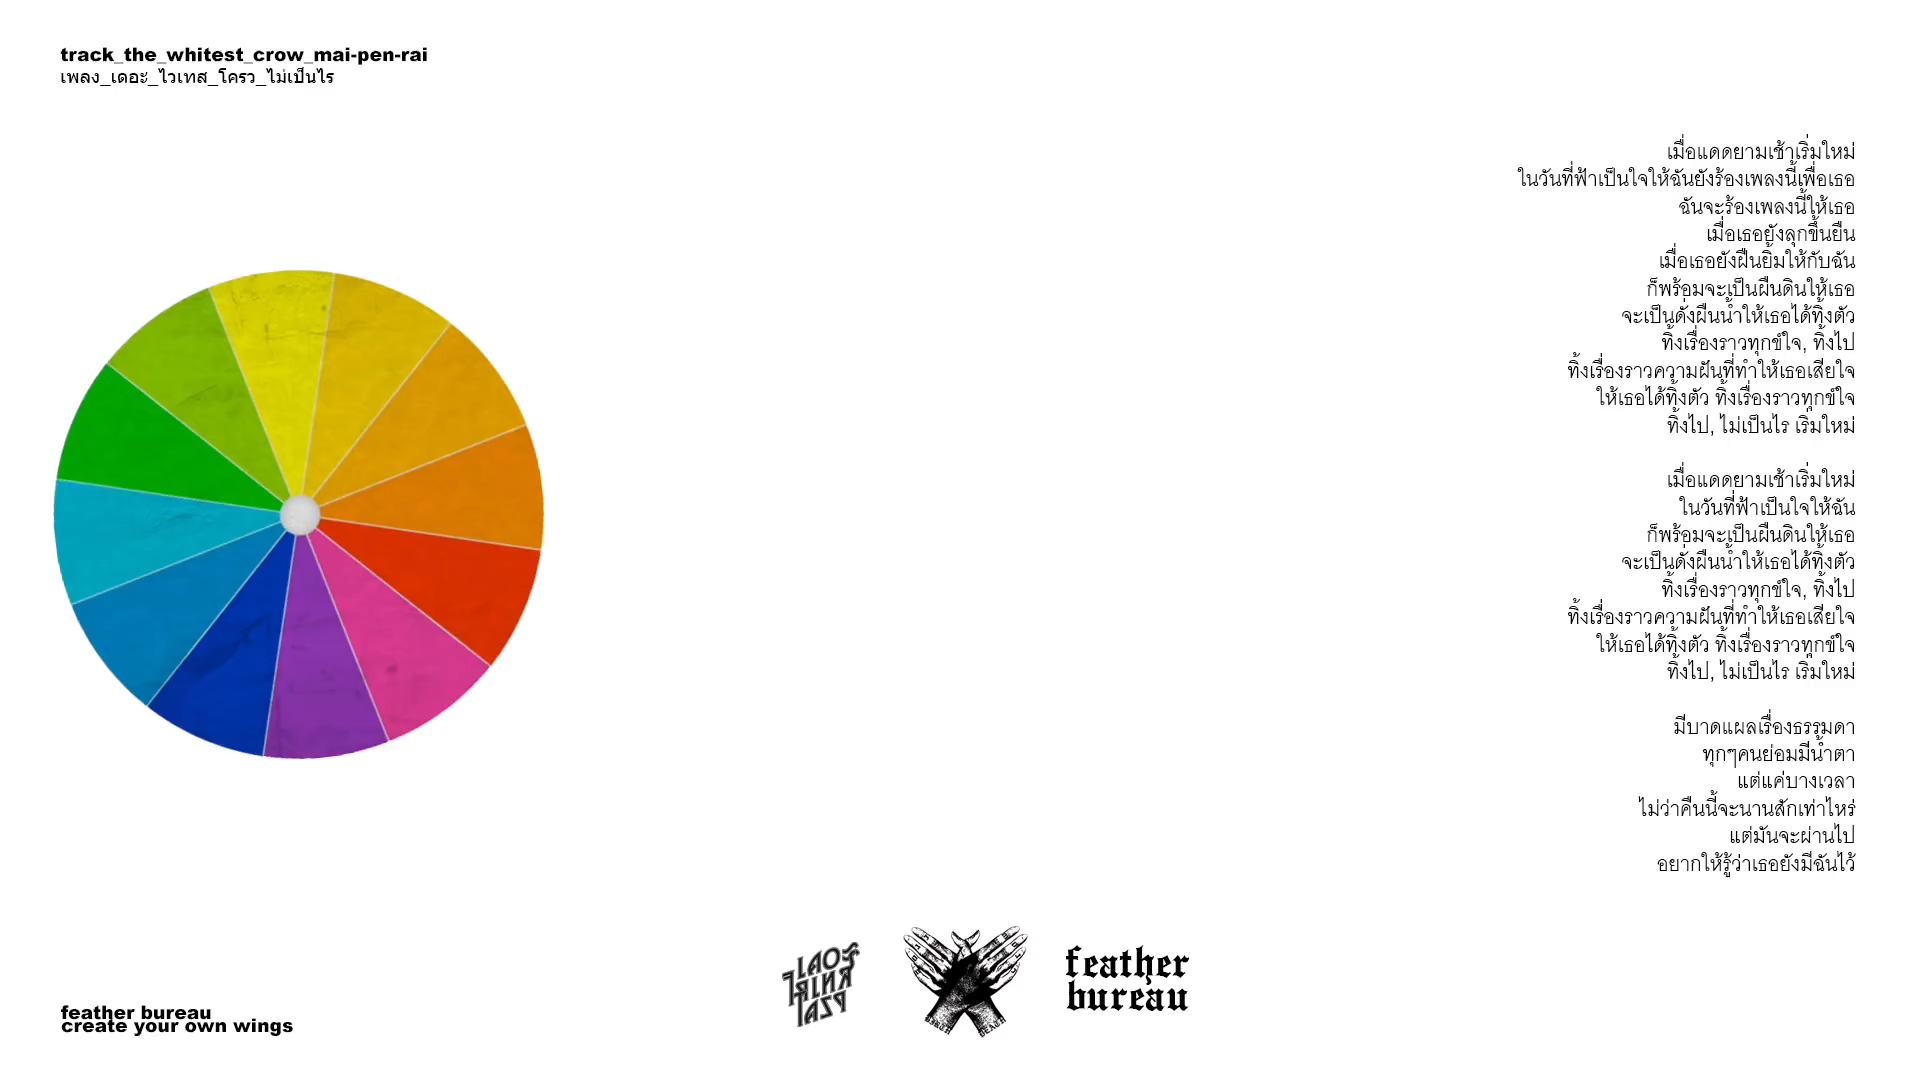 track_the_whitest_crow_mai-pen-rai
เพลง_เดอะ_ไวเทส_โครว_ไม่เป็นไร
เมื่อแดดยามเช้าเริ่มใหม่
ในวันที่ฟ้าเป็นใจให้ฉันยังร้องเพลงนี้เพื่อเธอ
ฉันจะร้องเพลงนี้ให้เธอ
เมื่อเธอยังลุกขึ้นยืน
เมื่อเธอยังฝืนยิ้มให้กับฉัน
ก็พร้อมจะเป็นผืนดินให้เธอ
จะเป็นดั่งผืนน้ำให้เธอได้ทิ้งตัว
ทิ้งเรื่องราวทุกข์ใจ, ทิ้งไป
ทิ้งเรื่องราวความฝันที่ทำให้เธอเสียใจ
ให้เธอได้ทิ้งตัว ทิ้งเรื่องราวทุกข์ใจ
ทิ้งไป, ไม่เป็นไร เริ่มใหม่
เมื่อแดดยามเช้าเริ่มใหม่
ในวันที่ฟ้าเป็นใจให้ฉัน
ก็พร้อมจะเป็นผืนดินให้เธอ
จะเป็นดั่งผืนน้ำให้เธอได้ทิ้งตัว
ทิ้งเรื่องราวทุกข์ใจ, ทิ้งไป
ทิ้งเรื่องราวความฝันที่ทำให้เธอเสียใจ
ให้เธอได้ทิ้งตัว ทิ้งเรื่องราวทุกข์ใจ
ทิ้งไป, ไม่เป็นไร เริ่มใหม่
มีบาดแผลเรื่องธรรมดา
ทุกๆคนย่อมมีน้ำตา
แต่แค่บางเวลา
ไม่ว่าคืนนี้จะนานสักเท่าไหร่
แต่มันจะผ่านไป
อยากให้รู้ว่าเธอยังมีฉันไว้
feather
bureau
feather bureau
create your own wings